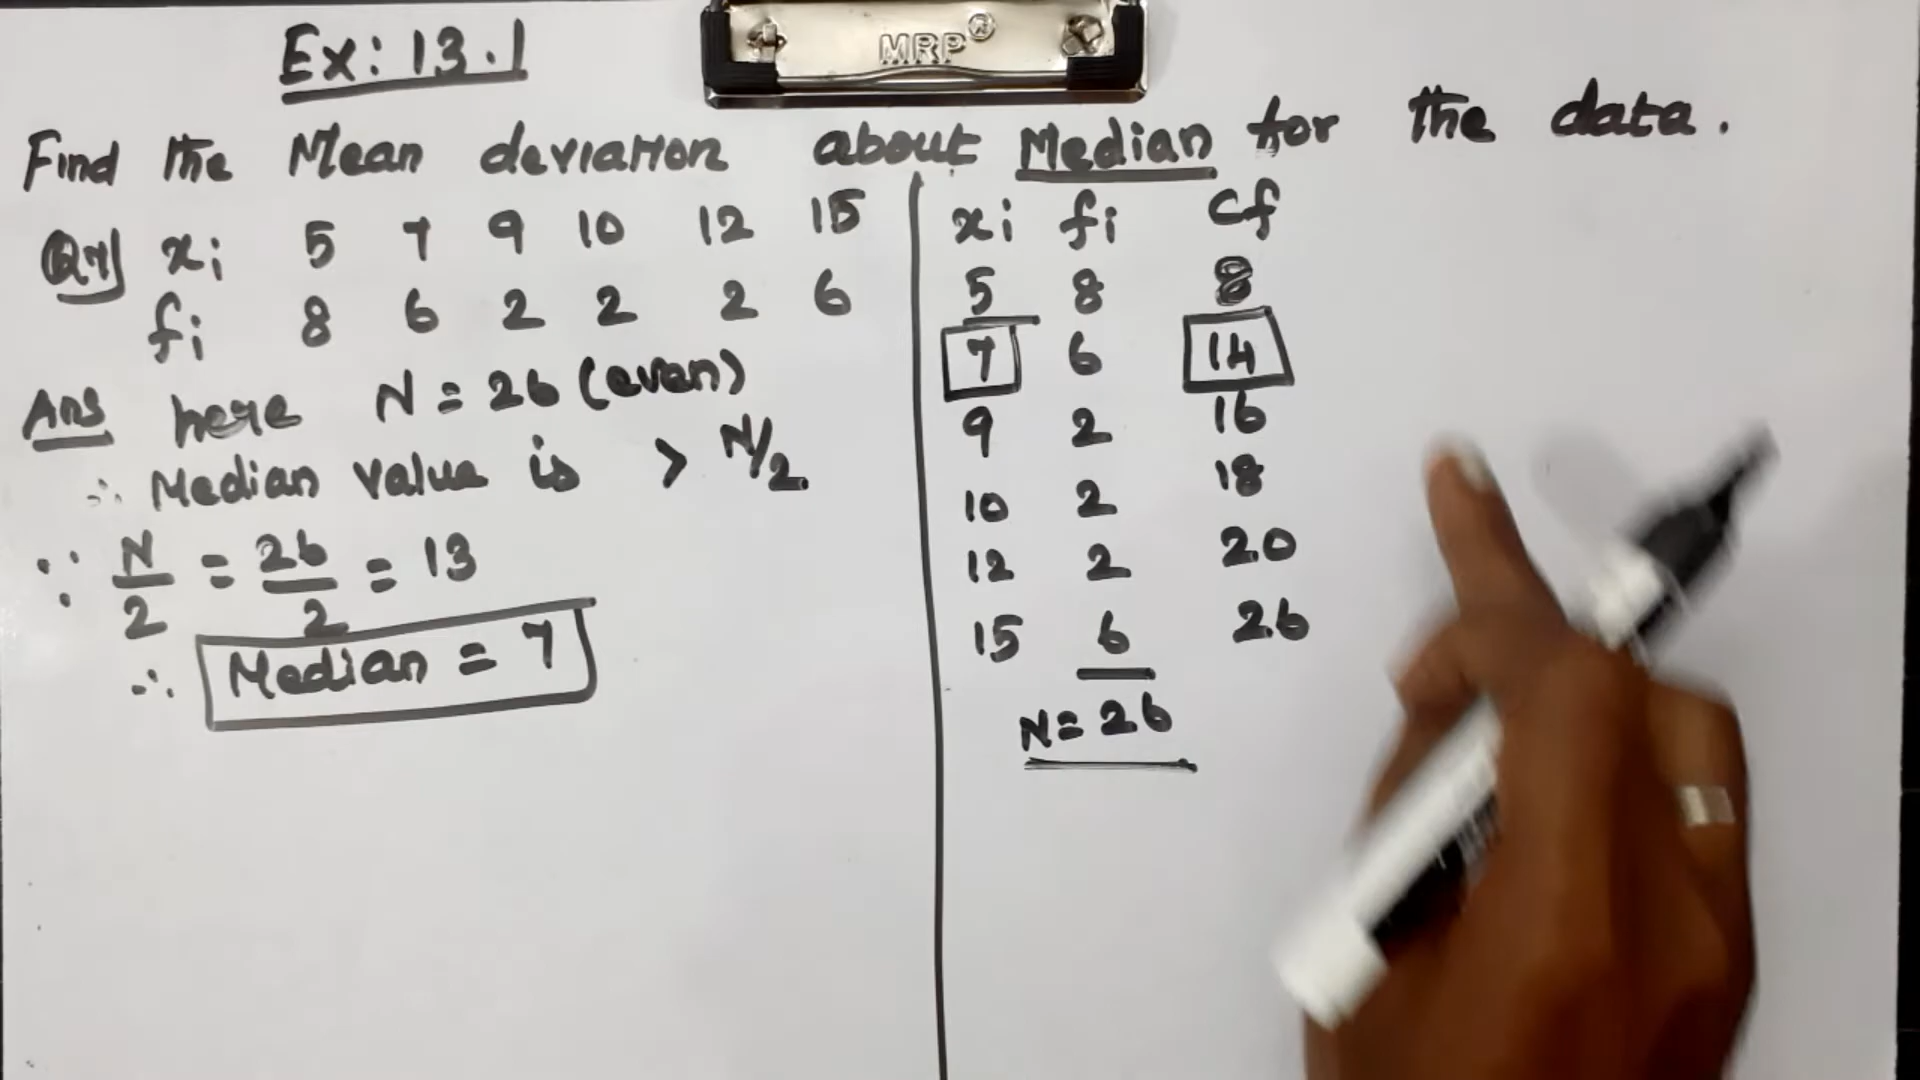 MRP®
Ex: 13.1
Find the Mean deviation about Median for the data.
Q7] xi 5 7 9 10 12 15
fi 8 6 2 2 2 6
Ans here N = 26 (even)
∴ Median value is > N/2
∵ N/2 = 26/2 = 13
∴ Median = 7
xi fi cf
5 8 8
7 6 14
9 2 16
10 2 18
12 2 20
15 6 26
N = 26